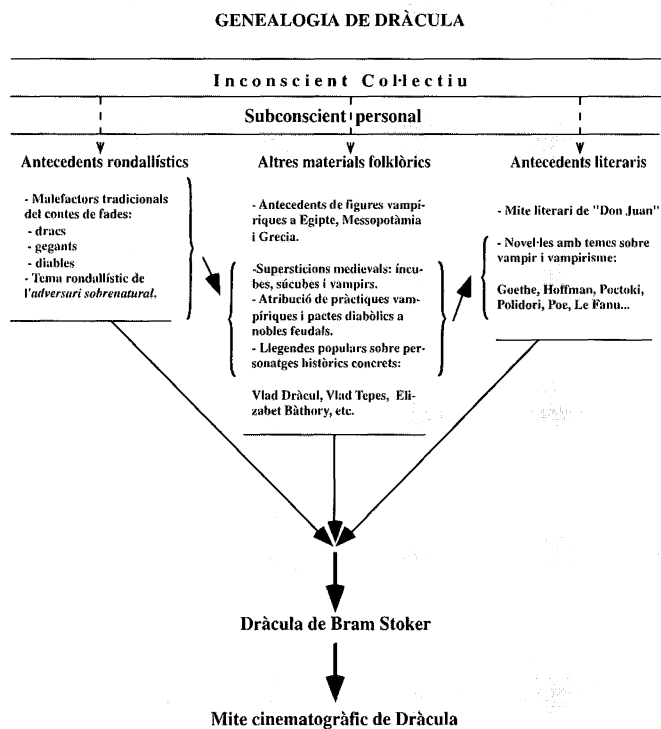 GENEALOGIA DE DRÀCULA
Inconscient Col·lectiu
Subconscient personal
Antecedents rondallístics
- Malefactors tradicionals
del contes de fades:
- dracs
- gegants
- diables
- Tema rondallístic de
l'adversari sobrenatural.
Altres materials folklòrics
- Antecedents de figures vampí-
riques a Egipte, Messopotàmia
i Grecia.
-Supersticions medievals: íncu-
bes, súcubes i vampirs.
- Atribució de pràctiques vam-
píriques i pactes diabòlics a
nobles feudals.
- Llegendes populars sobre per-
sonatges històrics concrets:
Vlad Dràcul, Vlad Tepes, Eli-
zabet Bàthory, etc.
Antecedents literaris
- Mite literari de "Don Juan"
- Novel·les amb temes sobre
vampir i vampirisme:
Goethe, Hoffman, Poctoki,
Polidori, Poe, Le Fanu...
Dràcula de Bram Stoker
Mite cinematogràfic de Dràcula